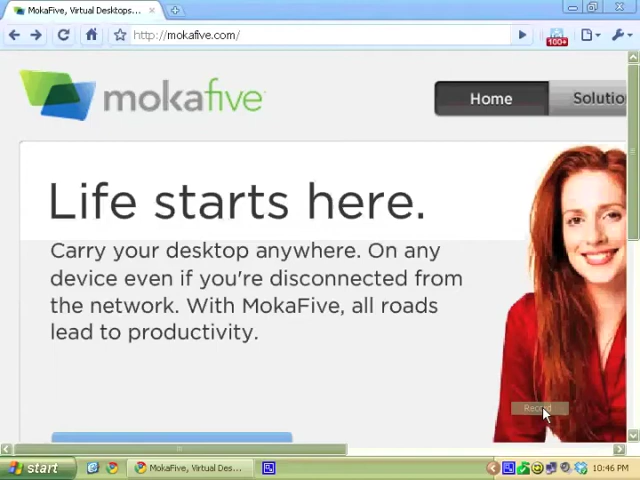 MokaFive, Virtual Desktops...
http://mokafive.com/
100+
mokafive
Home
Solutio
Life starts here.
Carry your desktop anywhere. On any
device even if you're disconnected from
the network. With MokaFive, all roads
lead to productivity.
Record
start
MokaFive, Virtual Des...
10:46 PM